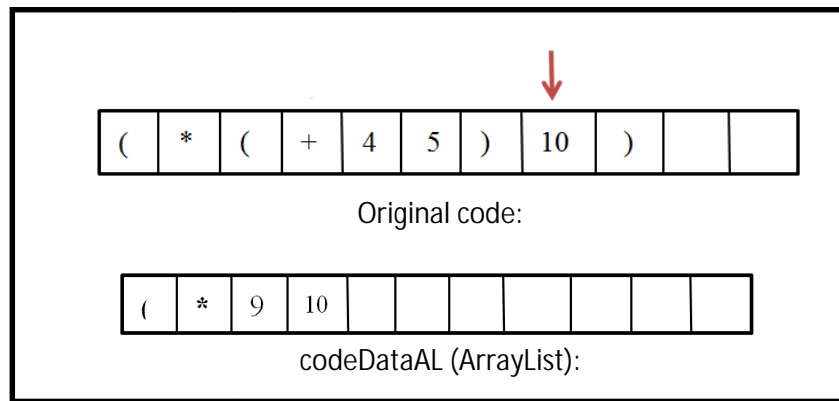 ( * ( + 4 5 ) 10 )
Original code:
( * 9 10
codeDataAL (ArrayList):